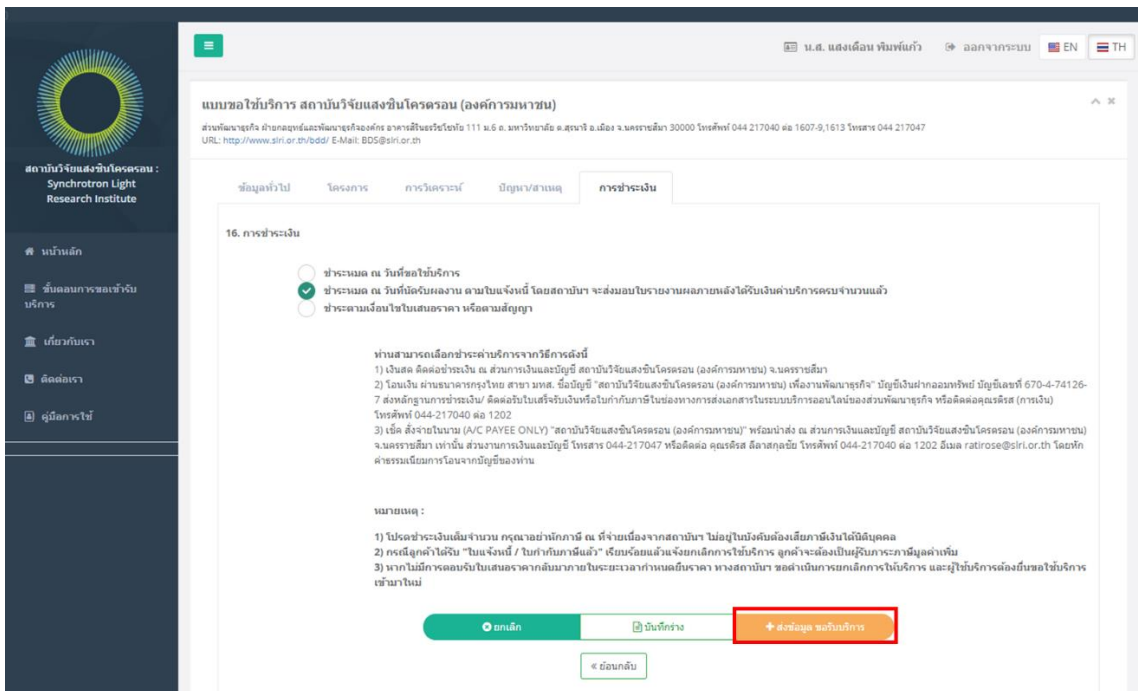 น.ส. แสงเดือน พิมพ์แก้ว ออกจากระบบ EN TH
สถาบันวิจัยแสงซินโครตรอน :
Synchrotron Light
Research Institute
หน้าหลัก
ขั้นตอนการขอเข้ารับ
บริการ
เกี่ยวกับเรา
ติดต่อเรา
คู่มือการใช้
แบบขอใช้บริการ สถาบันวิจัยแสงซินโครตรอน (องค์การมหาชน)
ส่วนพัฒนาธุรกิจ ฝ่ายกลยุทธ์และพัฒนาธุรกิจองค์กร อาคารสิรินธรวิชโชทัย 111 ม.6 ถ. มหาวิทยาลัย ต.สุรนารี อ.เมือง จ.นครราชสีมา 30000 โทรศัพท์ 044 217040 ต่อ 1607-9,1613 โทรสาร 044 217047
URL: http://www.slri.or.th/bdd/ E-Mail: BDS@slri.or.th
ข้อมูลทั่วไป โครงการ การวิเคราะห์ ปัญหา/สาเหตุ การชำระเงิน
16. การชำระเงิน
ชำระหมด ณ วันที่ขอใช้บริการ
ชำระหมด ณ วันที่นัดรับผลงาน ตามใบแจ้งหนี้ โดยสถาบันฯ จะส่งมอบใบรายงานผลภายหลังได้รับเงินค่าบริการครบจำนวนแล้ว
ชำระตามเงื่อนไขใบเสนอราคา หรือตามสัญญา
ท่านสามารถเลือกชำระค่าบริการจากวิธีการดังนี้
1) เงินสด ติดต่อชำระเงิน ณ ส่วนการเงินและบัญชี สถาบันวิจัยแสงซินโครตรอน (องค์การมหาชน) จ.นครราชสีมา
2) โอนเงิน ผ่านธนาคารกรุงไทย สาขา มทส. ชื่อบัญชี "สถาบันวิจัยแสงซินโครตรอน (องค์การมหาชน) เพื่องานพัฒนาธุรกิจ" บัญชีเงินฝากออมทรัพย์ บัญชีเลขที่ 670-4-74126-
7 ส่งหลักฐานการชำระเงิน/ ติดต่อรับใบเสร็จรับเงินหรือใบกำกับภาษีในช่องทางการส่งเอกสารในระบบบริการออนไลน์ของส่วนพัฒนาธุรกิจ หรือติดต่อคุณรติรส (การเงิน)
โทรศัพท์ 044-217040 ต่อ 1202
3) เช็ค สั่งจ่ายในนาม (A/C PAYEE ONLY) "สถาบันวิจัยแสงซินโครตรอน (องค์การมหาชน)" พร้อมนำส่ง ณ ส่วนการเงินและบัญชี สถาบันวิจัยแสงซินโครตรอน (องค์การมหาชน)
จ.นครราชสีมา เท่านั้น ส่วนงานการเงินและบัญชี โทรสาร 044-217047 หรือติดต่อ คุณรติรส ลีลาสกุลชัย โทรศัพท์ 044-217040 ต่อ 1202 อีเมล ratirose@slri.or.th โดยหัก
ค่าธรรมเนียมการโอนจากบัญชีของท่าน
หมายเหตุ :
1) โปรดชำระเงินเต็มจำนวน กรุณาอย่าหักภาษี ณ ที่จ่ายเนื่องจากสถาบันฯ ไม่อยู่ในบังคับต้องเสียภาษีเงินได้นิติบุคคล
2) กรณีลูกค้าได้รับ "ใบแจ้งหนี้ / ใบกำกับภาษีแล้ว" เรียบร้อยแล้วแจ้งยกเลิกการใช้บริการ ลูกค้าจะต้องเป็นผู้รับภาระภาษีมูลค่าเพิ่ม
3) หากไม่มีการตอบรับใบเสนอราคากลับมาภายในระยะเวลากำหนดยืนราคา ทางสถาบันฯ ขอดำเนินการยกเลิกการให้บริการ และผู้ใช้บริการต้องยื่นขอใช้บริการ
เข้ามาใหม่
ยกเลิก บันทึกร่าง + ส่งข้อมูล ขอรับบริการ
« ย้อนกลับ